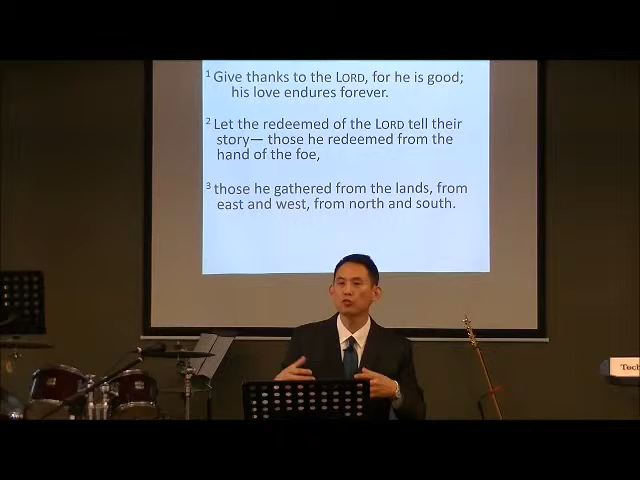 1 Give thanks to the LORD, for he is good;
his love endures forever.
2 Let the redeemed of the LORD tell their
story— those he redeemed from the
hand of the foe,
3 those he gathered from the lands, from
east and west, from north and south.